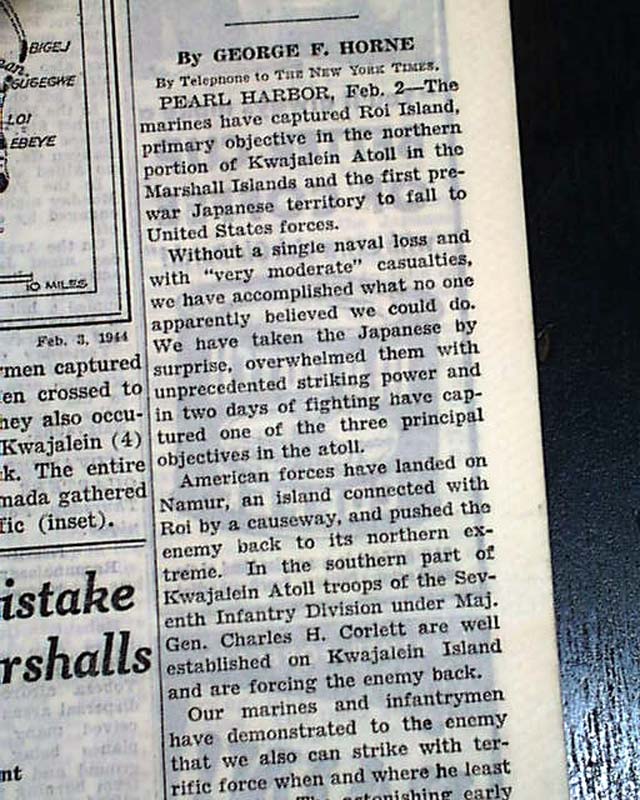 BIGEJ
GUGEGWE
LOI
EBEYE
10 MILES
Feb. 3, 1944
men captured
en crossed to
hey also occu-
Kwajalein (4)
k. The entire
mada gathered
fic (inset).
istake
rshalls
nt
By GEORGE F. HORNE
By Telephone to THE NEW YORK TIMES.
PEARL HARBOR, Feb. 2—The
marines have captured Roi Island,
primary objective in the northern
portion of Kwajalein Atoll in the
Marshall Islands and the first pre-
war Japanese territory to fall to
United States forces.
Without a single naval loss and
with "very moderate" casualties,
we have accomplished what no one
apparently believed we could do.
We have taken the Japanese by
surprise, overwhelmed them with
unprecedented striking power and
in two days of fighting have cap-
tured one of the three principal
objectives in the atoll.
American forces have landed on
Namur, an island connected with
Roi by a causeway, and pushed the
enemy back to its northern ex-
treme. In the southern part of
Kwajalein Atoll troops of the Sev-
enth Infantry Division under Maj.
Gen. Charles H. Corlett are well
established on Kwajalein Island
and are forcing the enemy back.
Our marines and infantrymen
have demonstrated to the enemy
that we also can strike with ter-
rific force when and where he least
The astonishing early